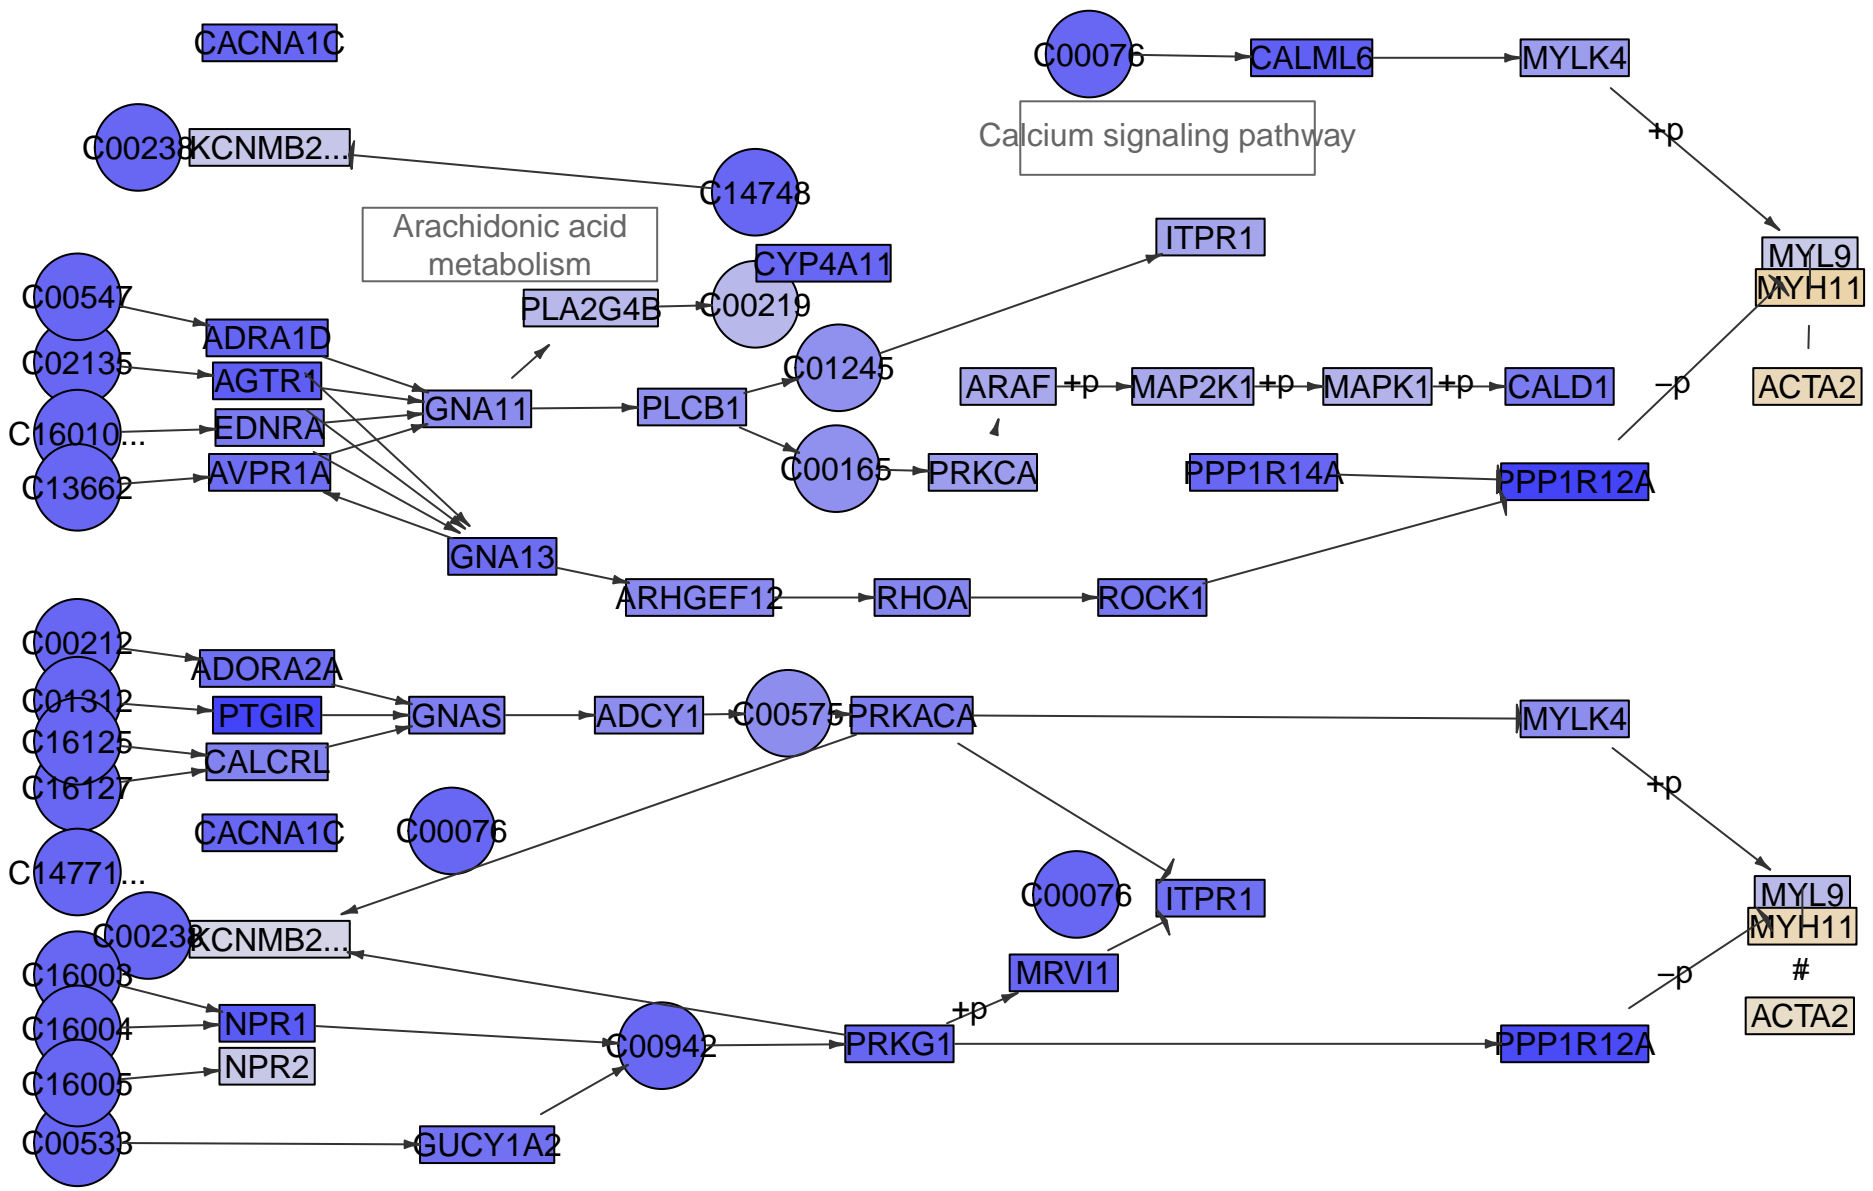 CACNA1C
C00076
CALML6
MYLK4
+p
Calcium signaling pathway
C00238
KCNMB2...
C14748
Arachidonic acid
metabolism
ITPR1
CYP4A11
MYL9
MYH11
C00547
PLA2G4B
C00219
ADRA1D
C02135
AGTR1
C01245
ARAF
+p
MAP2K1
+p
MAPK1
+p
CALD1
–p
ACTA2
GNA11
PLCB1
C16010...
EDNRA
C13662
AVPR1A
C00165
PRKCA
PPP1R14A
PPP1R12A
GNA13
ARHGEF12
RHOA
ROCK1
C00212
ADORA2A
C01312
PTGIR
GNAS
ADCY1
C00575
PRKACA
MYLK4
C16125
CALCRL
C16127
+p
CACNA1C
C00076
C14771...
C00076
ITPR1
MYL9
MYH11
C00238
KCNMB2...
C16003
MRVI1
+p
–p
#
ACTA2
C16004
NPR1
C00942
PRKG1
PPP1R12A
NPR2
C16005
C00533
GUCY1A2